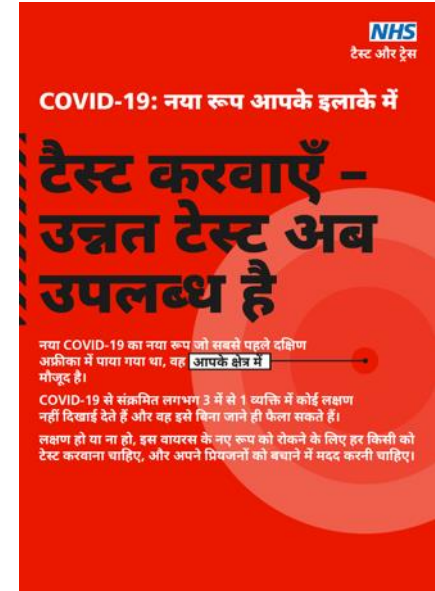 NHS
टैस्ट और ट्रेस
COVID-19: नया रूप आपके इलाके में
टैस्ट करवाएँ –
उन्नत टेस्ट अब
उपलब्ध है
नया COVID-19 का नया रूप जो सबसे पहले दक्षिण
अफ्रीका में पाया गया था, वह आपके क्षेत्र में
मौजूद है।
COVID-19 से संक्रमित लगभग 3 में से 1 व्यक्ति में कोई लक्षण
नहीं दिखाई देते हैं और वह इसे बिना जाने ही फैला सकते हैं।
लक्षण हो या ना हो, इस वायरस के नए रूप को रोकने के लिए हर किसी को
टेस्ट करवाना चाहिए, और अपने प्रियजनों को बचाने में मदद करनी चाहिए।